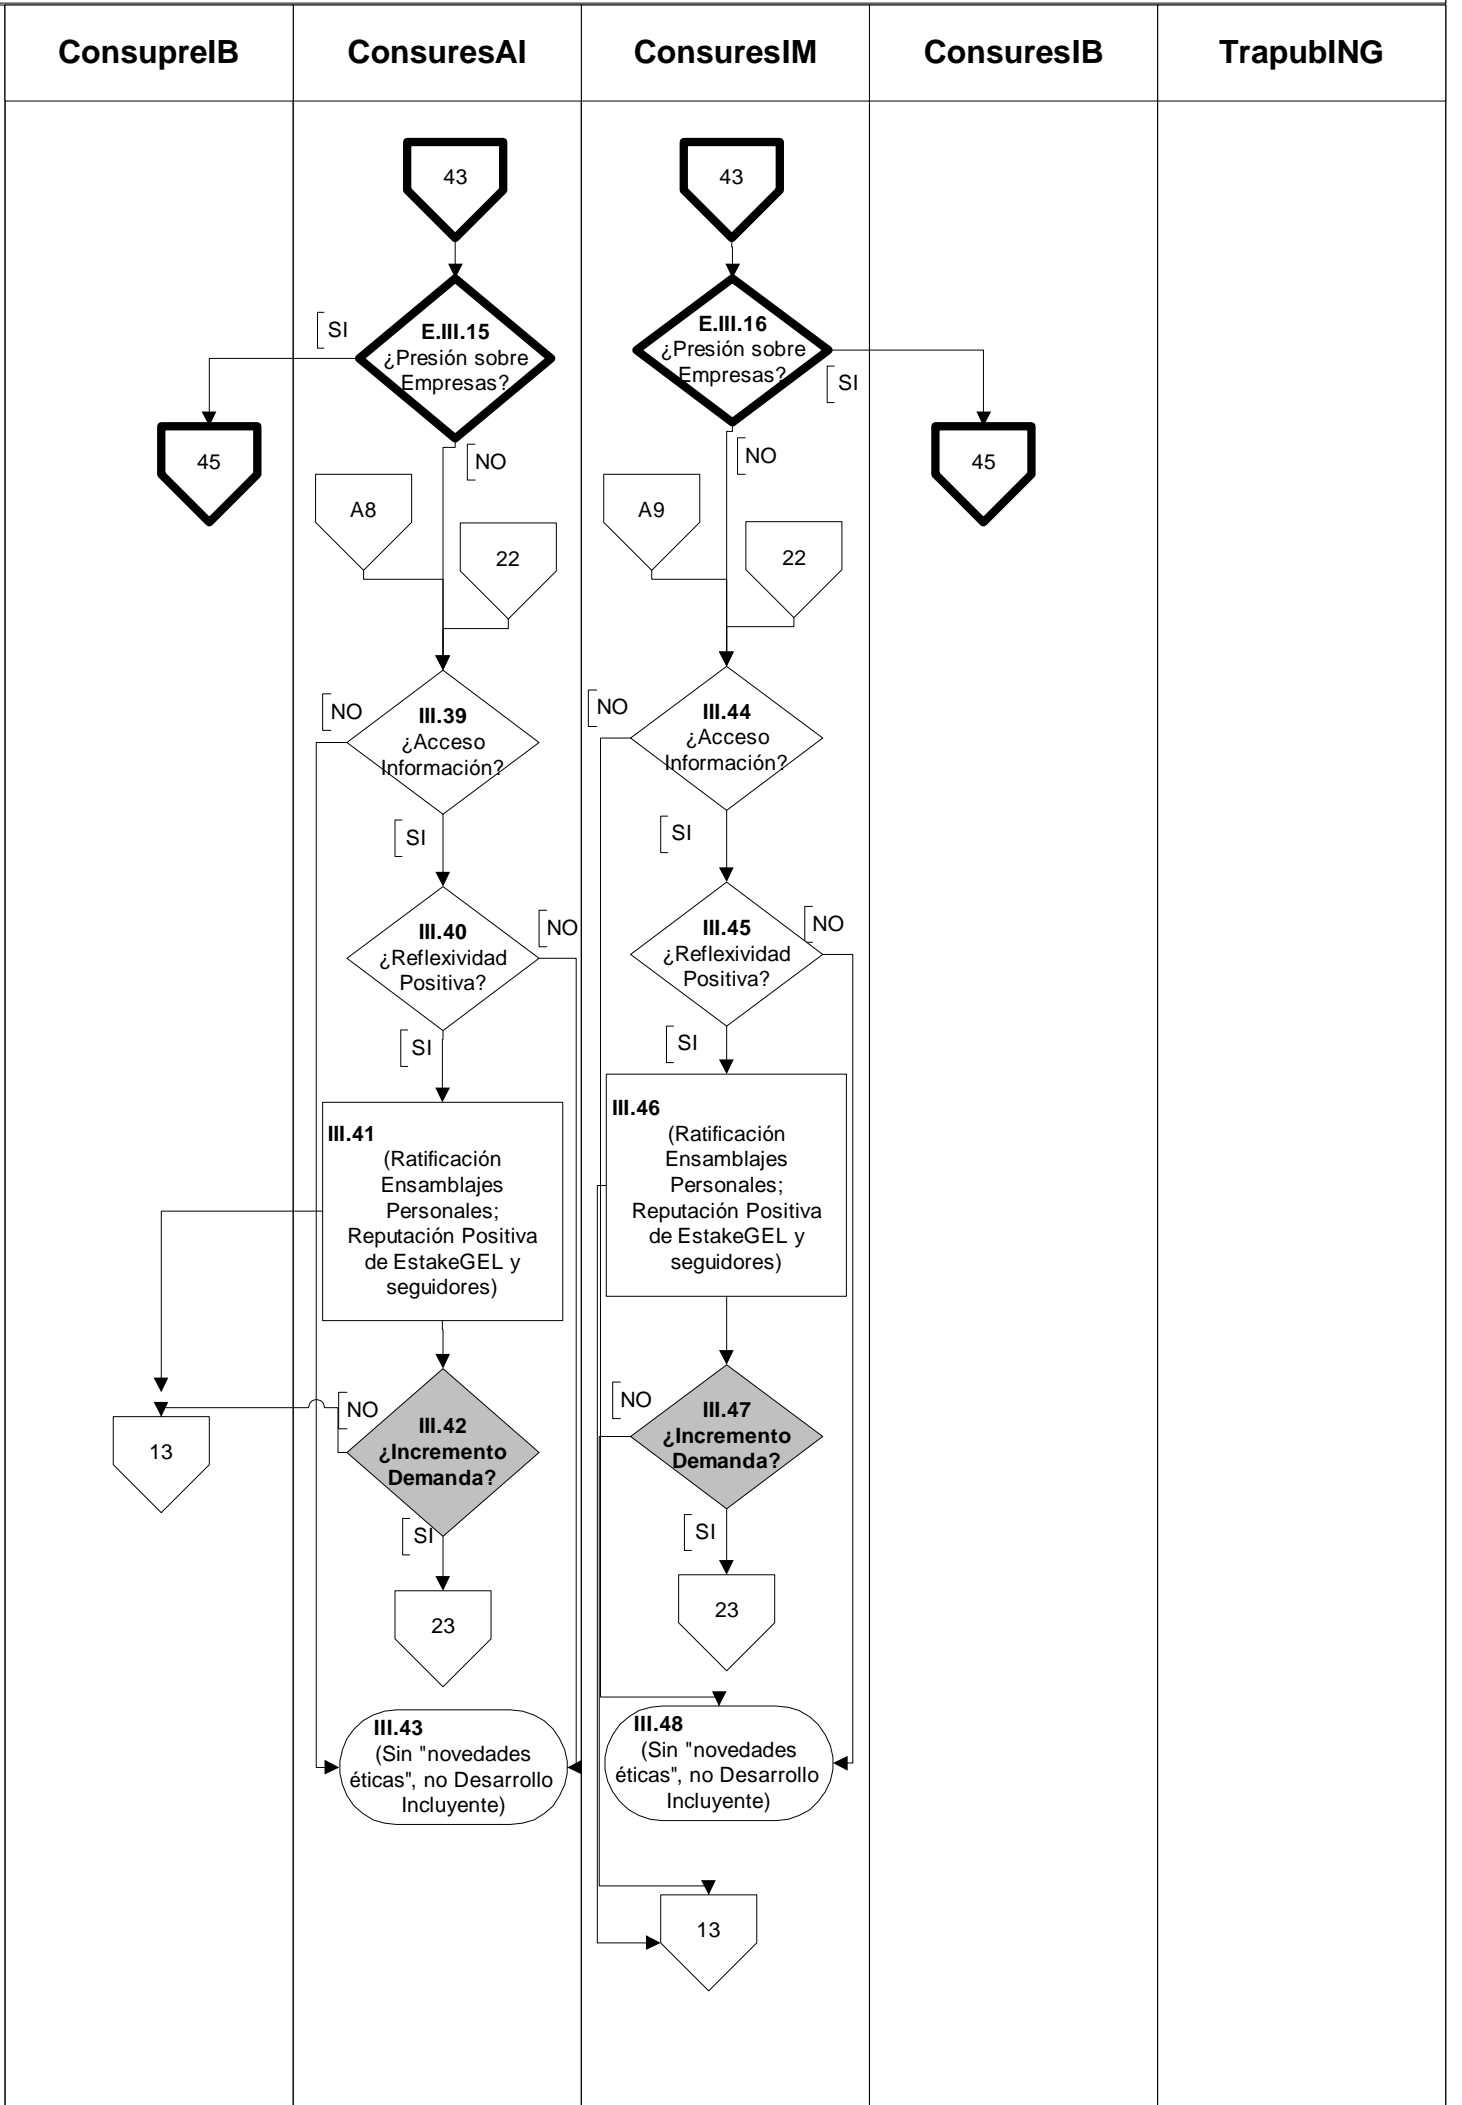 ConsupreIB
ConsuresAI
ConsuresIM
ConsuresIB
TrapubING
43
43
E.III.15
¿Presión sobre
Empresas?
SI
E.III.16
¿Presión sobre
Empresas?
SI
45
NO
NO
45
A8
22
A9
22
NO
III.39
¿Acceso
Información?
NO
III.44
¿Acceso
Información?
SI
SI
III.40
¿Reflexividad
Positiva?
NO
III.45
¿Reflexividad
Positiva?
NO
SI
SI
III.41
(Ratificación
Ensamblajes
Personales;
Reputación Positiva
de EstakeGEL y
seguidores)
III.46
(Ratificación
Ensamblajes
Personales;
Reputación Positiva
de EstakeGEL y
seguidores)
13
NO
III.42
¿Incremento
Demanda?
NO
III.47
¿Incremento
Demanda?
SI
SI
23
23
III.43
(Sin "novedades
éticas", no Desarrollo
Incluyente)
III.48
(Sin "novedades
éticas", no Desarrollo
Incluyente)
13